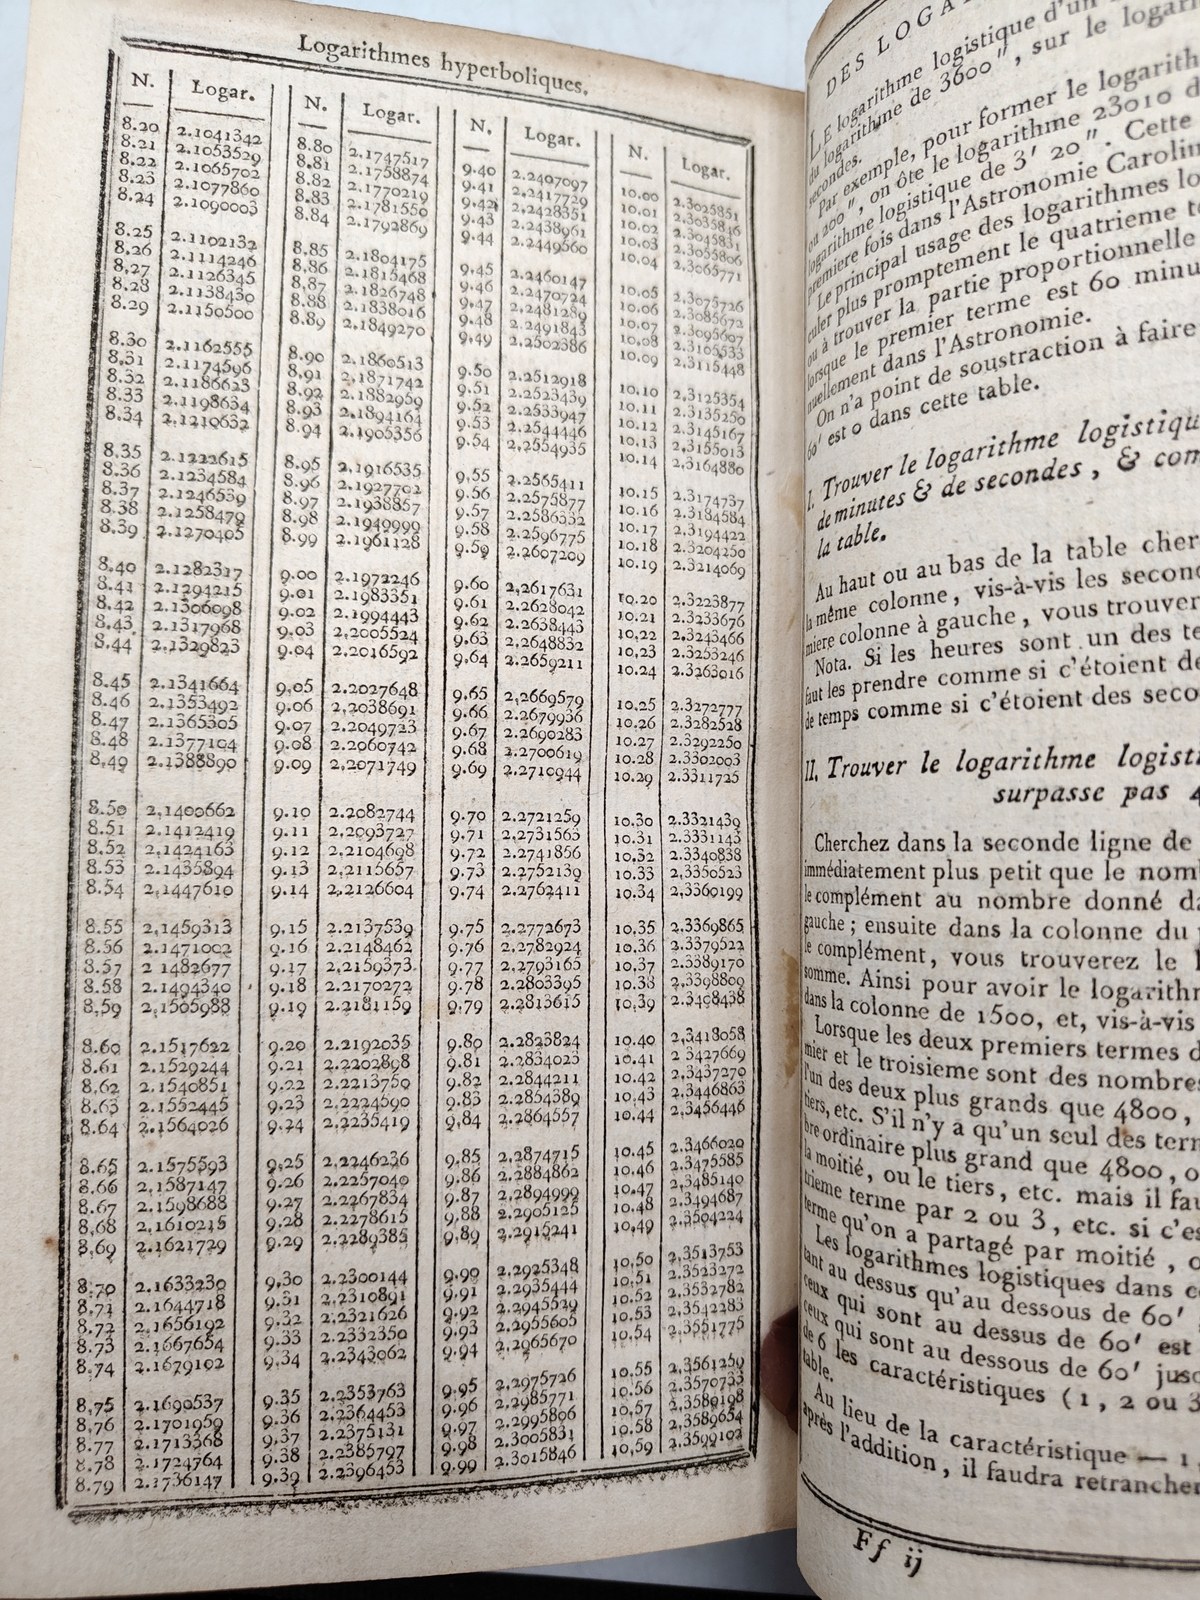 Logarithmes hyperboliques.
N. Logar. N. Logar. N. Logar. N. Logar.
8.20 2.1041342 8.80 2.1747517 9.40 2.2407097 10.00 2.3025851
8.21 2.1053529 8.81 2.1758874 9.41 2.2417729 10.01 2.3035846
8.22 2.1065702 8.82 2.1770219 9.42 2.2428351 10.02 2.3045831
8.23 2.1077860 8.83 2.1781550 9.43 2.2438961 10.03 2.3055806
8.24 2.1090003 8.84 2.1792869 9.44 2.2449560 10.04 2.3065771
8.25 2.1102132 8.85 2.1804175 9.45 2.2460147 10.05 2.3075726
8.26 2.1114246 8.86 2.1815468 9.46 2.2470724 10.06 2.3085672
8.27 2.1126345 8.87 2.1826748 9.47 2.2481289 10.07 2.3095607
8.28 2.1138430 8.88 2.1838016 9.48 2.2491843 10.08 2.3105533
8.29 2.1150500 8.89 2.1849270 9.49 2.2502386 10.09 2.3115448
8.30 2.1162555 8.90 2.1860513 9.50 2.2512918 10.10 2.3125354
8.31 2.1174596 8.91 2.1871742 9.51 2.2523439 10.11 2.3135250
8.32 2.1186623 8.92 2.1882959 9.52 2.2533947 10.12 2.3145167
8.33 2.1198634 8.93 2.1894164 9.53 2.2544446 10.13 2.3155013
8.34 2.1210632 8.94 2.1905356 9.54 2.2554935 10.14 2.3164880
8.35 2.1222615 8.95 2.1916535 9.55 2.2565411 10.15 2.3174737
8.36 2.1234584 8.96 2.1927702 9.56 2.2575877 10.16 2.3184584
8.37 2.1246539 8.97 2.1938857 9.57 2.2586332 10.17 2.3194422
8.38 2.1258479 8.98 2.1949999 9.58 2.2596775 10.18 2.3204250
8.39 2.1270405 8.99 2.1961128 9.59 2.2607209 10.19 2.3214069
8.40 2.1282317 9.00 2.1972246 9.60 2.2617631 10.20 2.3223877
8.41 2.1294215 9.01 2.1983351 9.61 2.2628042 10.21 2.3233676
8.42 2.1306098 9.02 2.1994443 9.62 2.2638443 10.22 2.3243466
8.43 2.1317968 9.03 2.2005524 9.63 2.2648832 10.23 2.3253246
8.44 2.1329823 9.04 2.2016592 9.64 2.2659211 10.24 2.3263016
8.45 2.1341664 9.05 2.2027648 9.65 2.2669579 10.25 2.3272777
8.46 2.1353492 9.06 2.2038691 9.66 2.2679936 10.26 2.3282528
8.47 2.1365305 9.07 2.2049723 9.67 2.2690283 10.27 2.3292250
8.48 2.1377104 9.08 2.2060742 9.68 2.2700619 10.28 2.3302003
8.49 2.1388890 9.09 2.2071749 9.69 2.2710944 10.29 2.3311725
8.50 2.1400662 9.10 2.2082744 9.70 2.2721259 10.30 2.3321439
8.51 2.1412419 9.11 2.2093727 9.71 2.2731563 10.31 2.3331143
8.52 2.1424163 9.12 2.2104698 9.72 2.2741856 10.32 2.3340838
8.53 2.1435894 9.13 2.2115657 9.73 2.2752139 10.33 2.3350523
8.54 2.1447610 9.14 2.2126604 9.74 2.2762411 10.34 2.3360199
8.55 2.1459313 9.15 2.2137539 9.75 2.2772673 10.35 2.3369865
8.56 2.1471002 9.16 2.2148462 9.76 2.2782924 10.36 2.3379522
8.57 2 1482677 9.17 2.2159373 9.77 2.2793165 10.37 2.3389170
8.58 2.1494340 9.18 2.2170272 9.78 2.2803395 10.38 2.3398809
8.59 2.1505988 9.19 2.2181159 9.79 2.2813615 10.39 2.3408438
8.60 2.1517622 9.20 2.2192035 9.80 2.2823824 10.40 2.3418058
8.61 2.1529244 9.21 2.2202898 9.81 2.2834023 10.41 2.3427669
8.62 2.1540851 9.22 2.2213750 9.82 2.2844211 10.42 2.3437270
8.63 2.1552445 9.23 2.2224590 9.83 2.2854389 10.43 2.3446863
8.64 2.1564026 9.24 2.2235419 9.84 2.2864557 10.44 2.3456446
8.65 2.1575593 9.25 2.2246236 9.85 2.2874715 10.45 2.3466020
8.66 2.1587147 9.26 2.2257040 9.86 2.2884862 10.46 2.3475585
8.67 2.1598688 9.27 2.2267834 9.87 2.2894999 10.47 2.3485140
8.68 2.1610215 9.28 2.2278615 9.88 2.2905125 10.48 2.3494687
8.69 2.1621729 9.29 2.2289385 9.89 2.2915241 10.49 2.3504224
8.70 2.1633230 9.30 2.2300144 9.90 2.2925348 10.50 2.3513753
8.71 2.1644718 9.31 2.2310891 9.91 2.2935444 10.51 2.3523272
8.72 2.1656192 9.32 2.2321626 9.92 2.2945529 10.52 2.3532782
8.73 2.1667654 9.33 2.2332350 9.93 2.2955605 10.53 2.3542283
8.74 2.1679102 9.34 2.2343062 9.94 2.2965670 10.54 2.3551775
8.75 2.1690537 9.35 2.2353763 9.95 2.2975726 10.55 2.3561259
8.76 2.1701959 9.36 2.2364453 9.96 2.2985771 10.56 2.3570733
8.77 2.1713368 9.37 2.2375131 9.97 2.2995806 10.57 2.3580198
8.78 2.1724764 9.38 2.2385797 9.98 2.3005831 10.58 2.3589654
8.79 2.1736147 9.39 2.2396453 9.99 2.3015846 10.59 2.3599102
DES LOGA
LE logarithme logistique d'un
du logarithme de 3600", sur le logari
secondes.
Par exemple, pour former le logarith
ou 200", on ôte le logarithme 23010 d
logarithme logistique de 3' 20". Cette
premiere fois dans l'Astronomie Carolin
Le principal usage des logarithmes lo
culer plus promptement le quatrieme te
ou à trouver la partie proportionnelle
lorsque le premier terme est 60 minu
nuellement dans l'Astronomie.
On n'a point de soustraction à faire
60' est 0 dans cette table.
I. Trouver le logarithme logistiqu
de minutes & de secondes, & com
la table.
Au haut ou au bas de la table cher
la même colonne, vis-à-vis les second
miere colonne à gauche, vous trouver
Nota. Si les heures sont un des te
faut les prendre comme si c'étoient de
de temps comme si c'étoient des seco
II. Trouver le logarithme logisti
surpasse pas 4
Cherchez dans la seconde ligne de
immédiatement plus petit que le nom
le complément au nombre donné da
gauche; ensuite dans la colonne du
le complément, vous trouverez le l
somme. Ainsi pour avoir le logarithm
dans la colonne de 1500, et, vis-à-vis
Lorsque les deux premiers termes d
mier et le troisieme sont des nombres
l'un des deux plus grands que 4800,
tiers, etc. S'il n'y a qu'un seul des term
bre ordinaire plus grand que 4800, o
la moitié, ou le tiers, etc. mais il fau
trieme terme par 2 ou 3, etc. si c'es
terme qu'on a partagé par moitié, o
Les logarithmes logistiques dans ce
tant au dessus qu'au dessous de 60'
ceux qui sont au dessus de 60' est
ceux qui sont au dessous de 60' jusq
de 6 les caractéristiques (1, 2 ou 3
table.
Au lieu de la caractéristique — 1,
après l'addition, il faudra retrancher
Ff ij